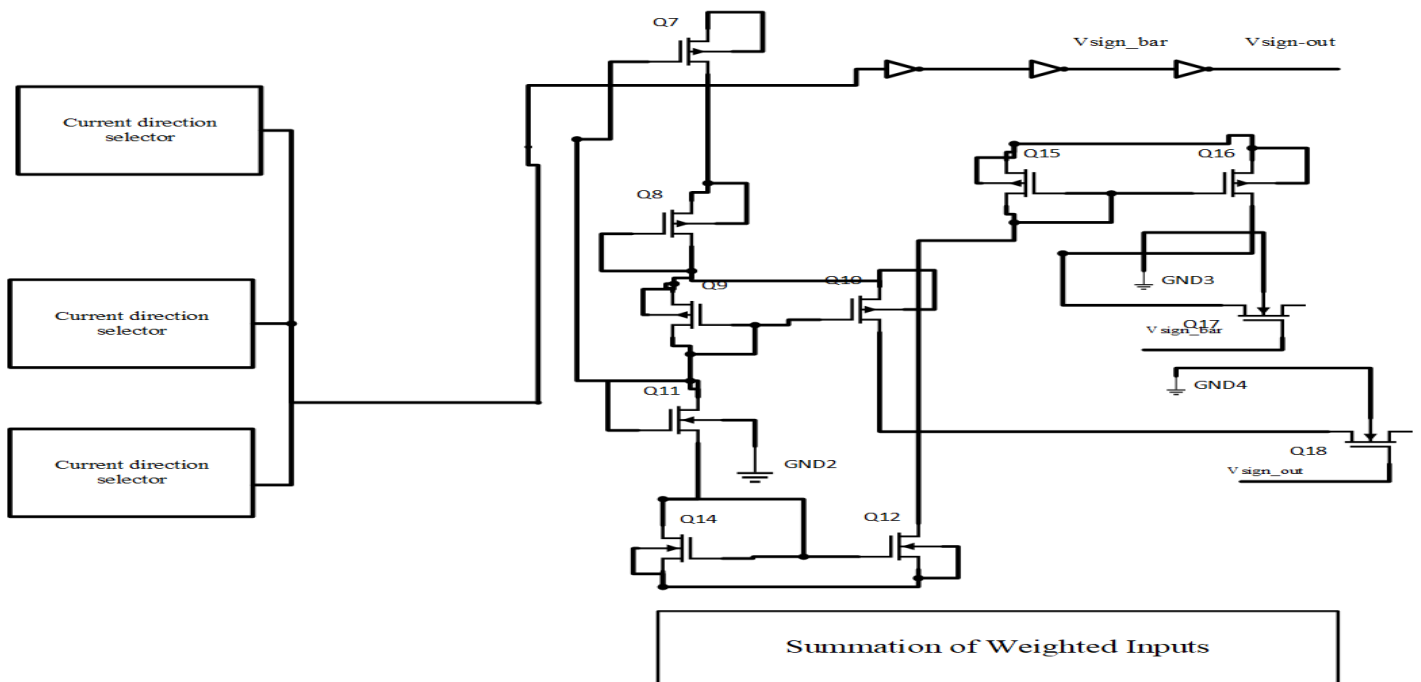 Q7
Vsign_bar
Vsign-out
Current direction
selector
Q15
Q16
Q8
GND3
Q9
Q10
Current direction
selector
Q17
Vsign_bar
GND4
Q11
Q18
Current direction
selector
GND2
Vsign_out
Q14
Q12
Summation of Weighted Inputs